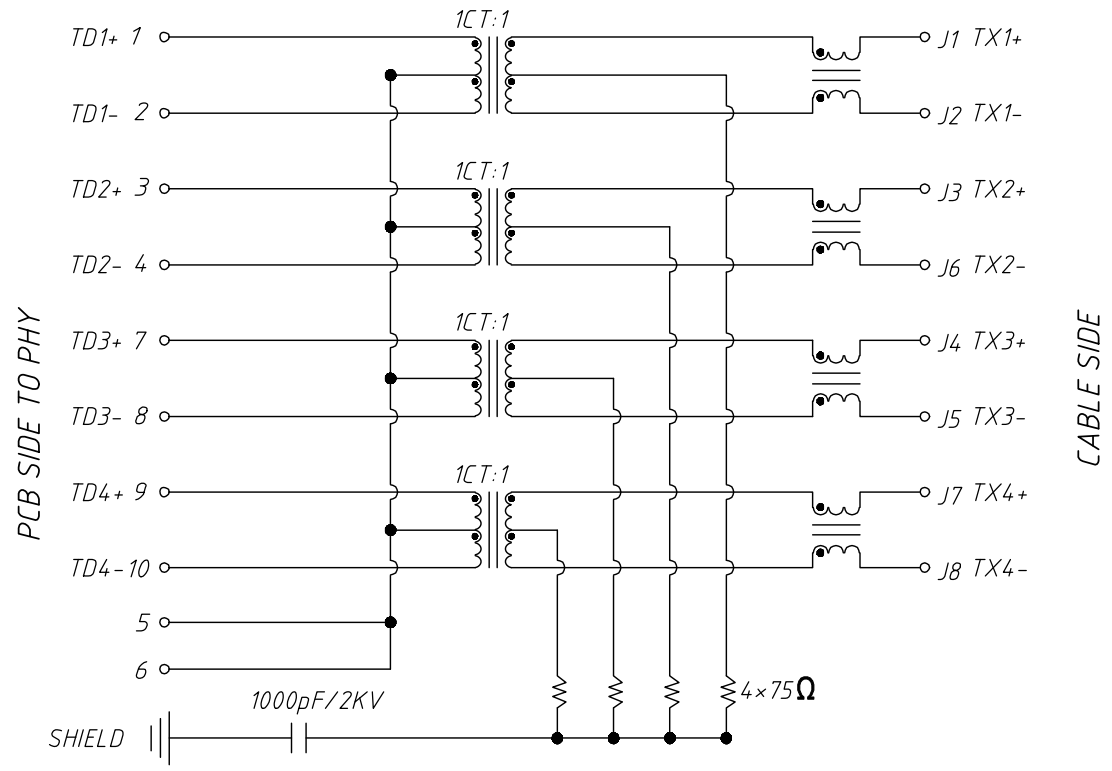 1CT:1
TD1+ 1
J1 TX1+
TD1- 2
J2 TX1-
1CT:1
TD2+ 3
J3 TX2+
TD2- 4
J6 TX2-
PCB SIDE TO PHY
CABLE SIDE
1CT:1
TD3+ 7
J4 TX3+
TD3- 8
J5 TX3-
1CT:1
TD4+ 9
J7 TX4+
TD4-10
J8 TX4-
5
6
1000pF/2KV
4×75Ω
SHIELD